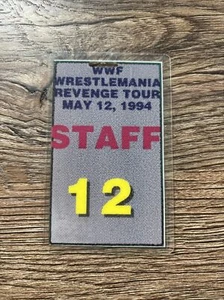 WWF
WRESTLEMANIA
REVENGE TOUR
MAY 12, 1994
STAFF
12